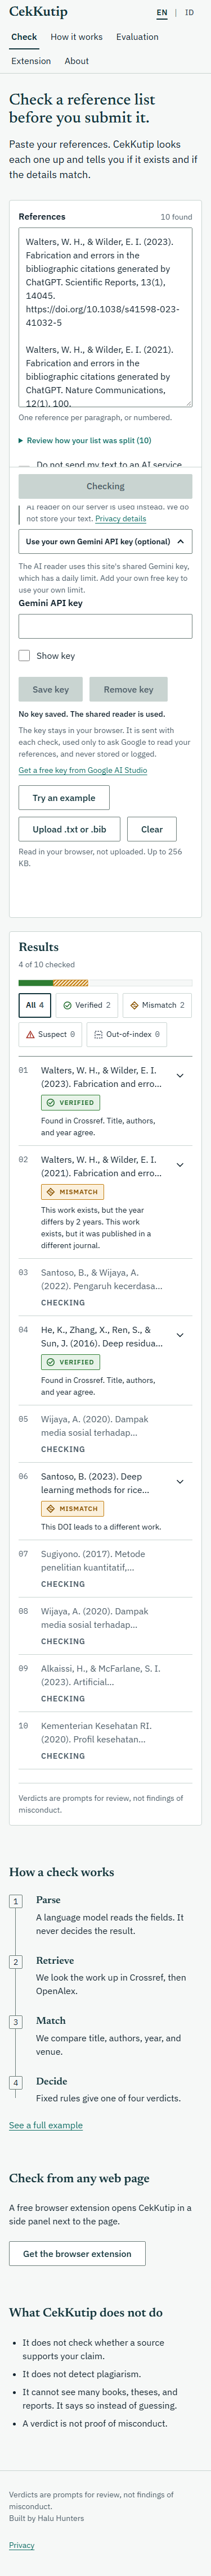 CekKutip
EN | ID
Check How it works Evaluation
Extension About
Check a reference list
before you submit it.
Paste your references. CekKutip looks
each one up and tells you if it exists and if
the details match.
References 10 found
Walters, W. H., & Wilder, E. I. (2023).
Fabrication and errors in the
bibliographic citations generated by
ChatGPT. Scientific Reports, 13(1),
14045.
https://doi.org/10.1038/s41598-023-
41032-5
Walters, W. H., & Wilder, E. I. (2021).
Fabrication and errors in the
bibliographic citations generated by
ChatGPT. Nature Communications,
12(1), 100.
One reference per paragraph, or numbered.
Review how your list was split (10)
Do not send my text to an AI service
Checking
AI reader on our server is used instead. We do
not store your text. Privacy details
Use your own Gemini API key (optional)
The AI reader uses this site's shared Gemini key,
which has a daily limit. Add your own free key to
use your own limit.
Gemini API key
Show key
Save key Remove key
No key saved. The shared reader is used.
The key stays in your browser. It is sent with
each check, used only to ask Google to read your
references, and never stored or logged.
Get a free key from Google AI Studio
Try an example
Upload .txt or .bib Clear
Read in your browser, not uploaded. Up to 256
KB.
Results
4 of 10 checked
All 4 Verified 2 Mismatch 2
Suspect 0 Out-of-index 0
01 Walters, W. H., & Wilder, E. I.
(2023). Fabrication and erro...
VERIFIED
Found in Crossref. Title, authors,
and year agree.
02 Walters, W. H., & Wilder, E. I.
(2021). Fabrication and erro...
MISMATCH
This work exists, but the year
differs by 2 years. This work
exists, but it was published in a
different journal.
03 Santoso, B., & Wijaya, A.
(2022). Pengaruh kecerdasa...
CHECKING
04 He, K., Zhang, X., Ren, S., &
Sun, J. (2016). Deep residua...
VERIFIED
Found in Crossref. Title, authors,
and year agree.
05 Wijaya, A. (2020). Dampak
media sosial terhadap...
CHECKING
06 Santoso, B. (2023). Deep
learning methods for rice...
MISMATCH
This DOI leads to a different work.
07 Sugiyono. (2017). Metode
penelitian kuantitatif,...
CHECKING
08 Wijaya, A. (2020). Dampak
media sosial terhadap...
CHECKING
09 Alkaissi, H., & McFarlane, S. I.
(2023). Artificial...
CHECKING
10 Kementerian Kesehatan RI.
(2020). Profil kesehatan...
CHECKING
Verdicts are prompts for review, not findings of
misconduct.
How a check works
1 Parse
A language model reads the fields. It
never decides the result.
2 Retrieve
We look the work up in Crossref, then
OpenAlex.
3 Match
We compare title, authors, year, and
venue.
4 Decide
Fixed rules give one of four verdicts.
See a full example
Check from any web page
A free browser extension opens CekKutip in a
side panel next to the page.
Get the browser extension
What CekKutip does not do
• It does not check whether a source
supports your claim.
• It does not detect plagiarism.
• It cannot see many books, theses, and
reports. It says so instead of guessing.
• A verdict is not proof of misconduct.
Verdicts are prompts for review, not findings of
misconduct.
Built by Halu Hunters
Privacy